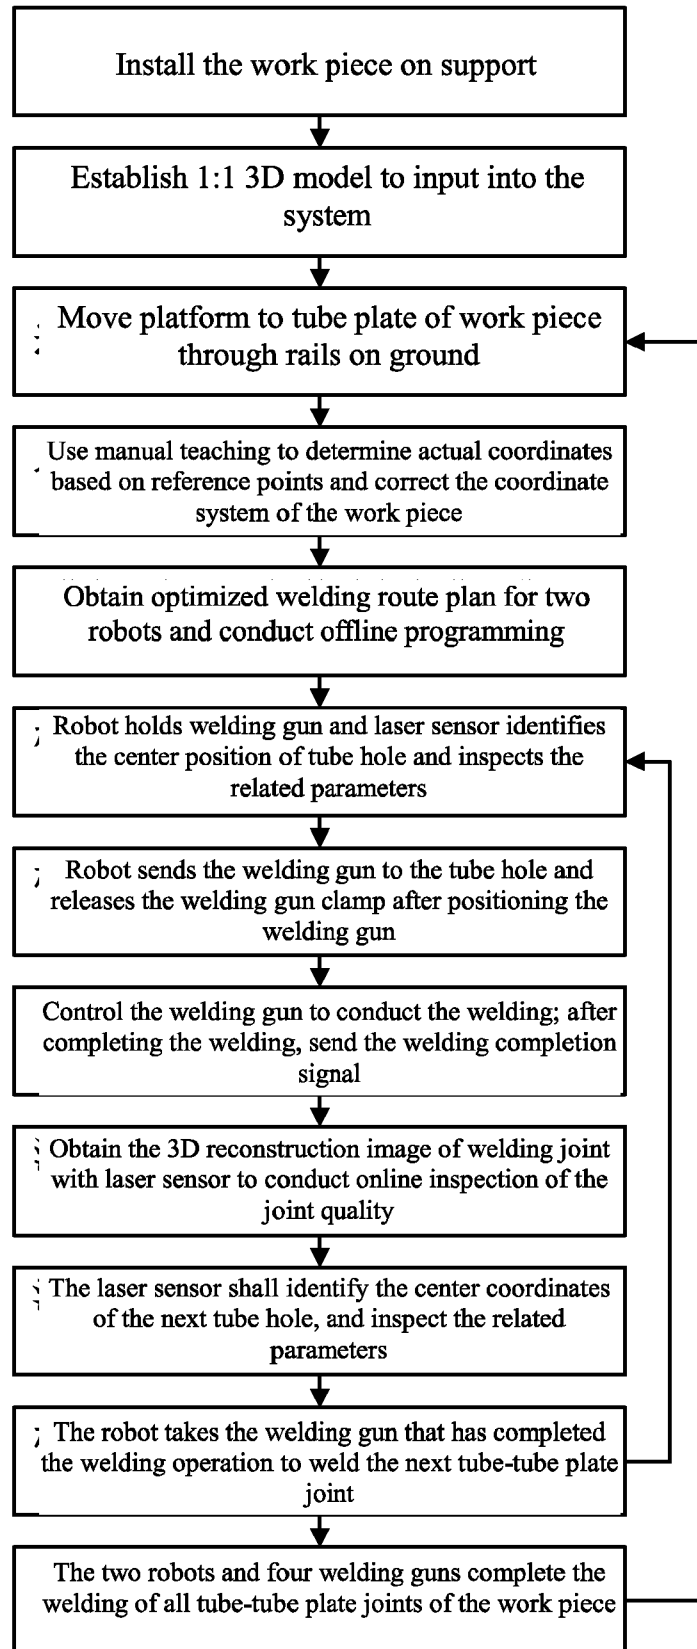 Install the work piece on support
Establish 1:1 3D model to input into the
system
Move platform to tube plate of work piece
through rails on ground
Use manual teaching to determine actual coordinates
based on reference points and correct the coordinate
system of the work piece
Obtain optimized welding route plan for two
robots and conduct offline programming
Robot holds welding gun and laser sensor identifies
the center position of tube hole and inspects the
related parameters
Robot sends the welding gun to the tube hole and
releases the welding gun clamp after positioning the
welding gun
Control the welding gun to conduct the welding; after
completing the welding, send the welding completion
signal
Obtain the 3D reconstruction image of welding joint
with laser sensor to conduct online inspection of the
joint quality
The laser sensor shall identify the center coordinates
of the next tube hole, and inspect the related
parameters
The robot takes the welding gun that has completed
the welding operation to weld the next tube-tube plate
joint
The two robots and four welding guns complete the
welding of all tube-tube plate joints of the work piece